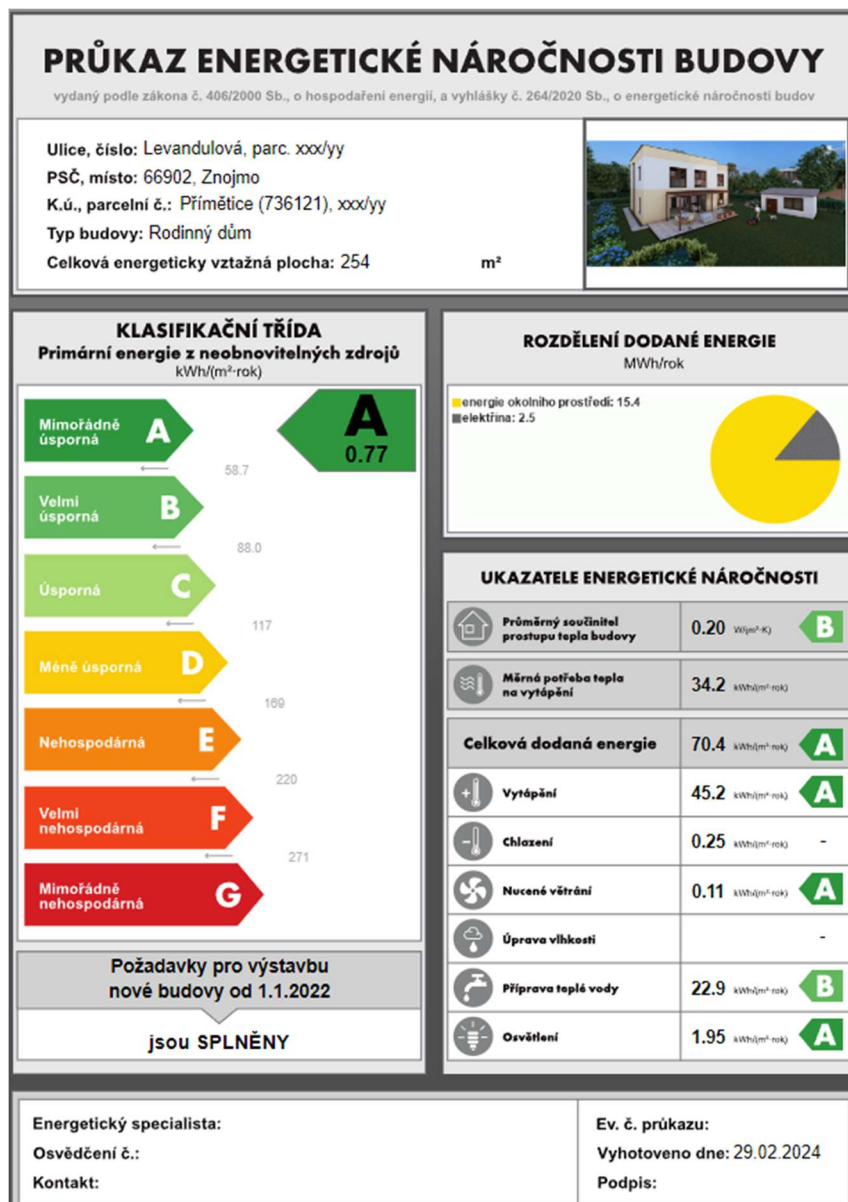 PRŮKAZ ENERGETICKÉ NÁROČNOSTI BUDOVY
vydaný podle zákona č. 406/2000 Sb., o hospodaření energií, a vyhlášky č. 264/2020 Sb., o energetické náročnosti budov
Ulice, číslo: Levandulová, parc. xxx/yy
PSČ, místo: 66902, Znojmo
K.ú., parcelní č.: Přímětice (736121), xxx/yy
Typ budovy: Rodinný dům
Celková energeticky vztažná plocha: 254 m²
KLASIFIKAČNÍ TŘÍDA
Primární energie z neobnovitelných zdrojů
kWh/(m²·rok)
Mimořádně
úsporná
A
A
0.77
58.7
Velmi
úsporná
B
88.0
Úsporná
C
117
Méně úsporná
D
169
Nehospodárná
E
220
Velmi
nehospodárná
F
271
Mimořádně
nehospodárná
G
Požadavky pro výstavbu
nové budovy od 1.1.2022
jsou SPLNĚNY
ROZDĚLENÍ DODANÉ ENERGIE
MWh/rok
energie okolního prostředí: 15.4
elektřina: 2.5
UKAZATELE ENERGETICKÉ NÁROČNOSTI
Průměrný součinitel
prostupu tepla budovy
0.20 W/(m²·K) B
Měrná potřeba tepla
na vytápění
34.2 kWh/(m²·rok)
Celková dodaná energie 70.4 kWh/(m²·rok) A
Vytápění 45.2 kWh/(m²·rok) A
Chlazení 0.25 kWh/(m²·rok) -
Nucené větrání 0.11 kWh/(m²·rok) A
Úprava vlhkosti -
Příprava teplé vody 22.9 kWh/(m²·rok) B
Osvětlení 1.95 kWh/(m²·rok) A
Energetický specialista:
Osvědčení č.:
Kontakt:
Ev. č. průkazu:
Vyhotoveno dne: 29.02.2024
Podpis: